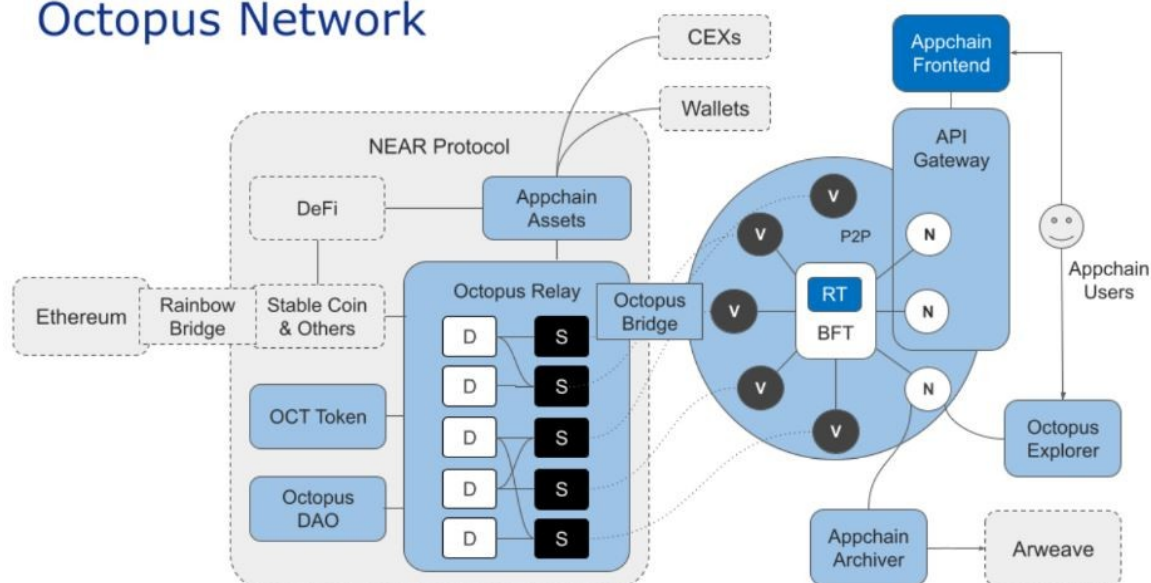 Octopus Network
CEXs
Wallets
NEAR Protocol
DeFi
Appchain
Assets
Ethereum
Rainbow
Bridge
Stable Coin
& Others
OCT Token
Octopus
DAO
Octopus Relay
D
S
D
S
D
S
D
S
D
S
Octopus
Bridge
Appchain
Frontend
API
Gateway
V
V
P2P
N
V
RT
BFT
N
V
N
V
Appchain
Users
Octopus
Explorer
Appchain
Archiver
Arweave